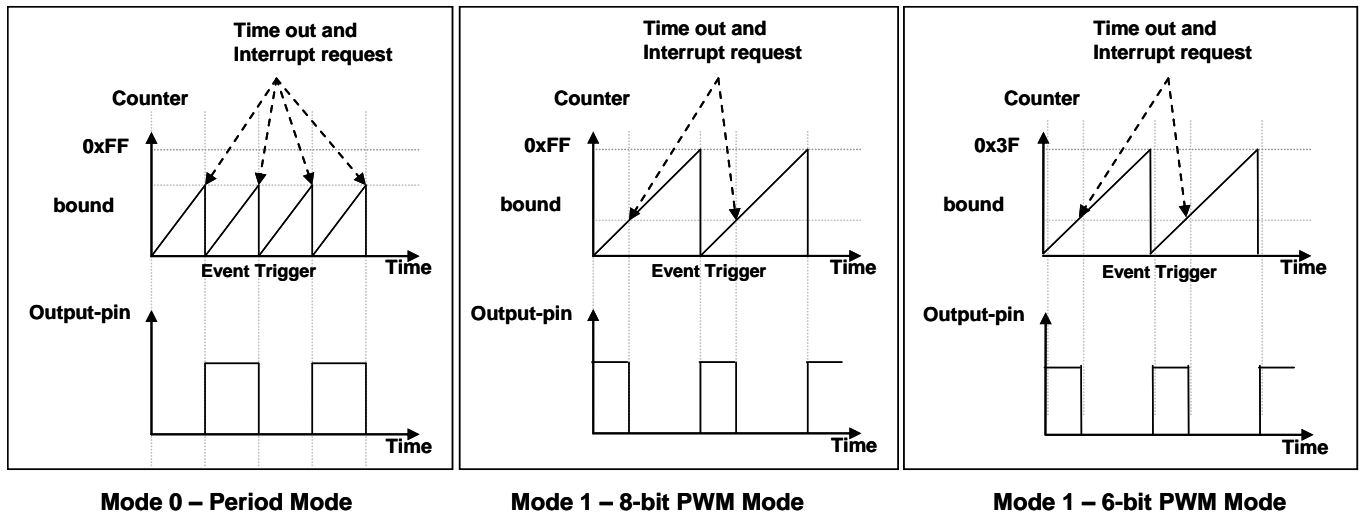 Time out and
Interrupt request
Counter
0xFF
bound
Event Trigger
Time
Output-pin
Time
Mode 0 – Period Mode
Time out and
Interrupt request
Counter
0xFF
bound
Event Trigger
Time
Output-pin
Time
Mode 1 – 8-bit PWM Mode
Time out and
Interrupt request
Counter
0x3F
bound
Event Trigger
Time
Output-pin
Time
Mode 1 – 6-bit PWM Mode